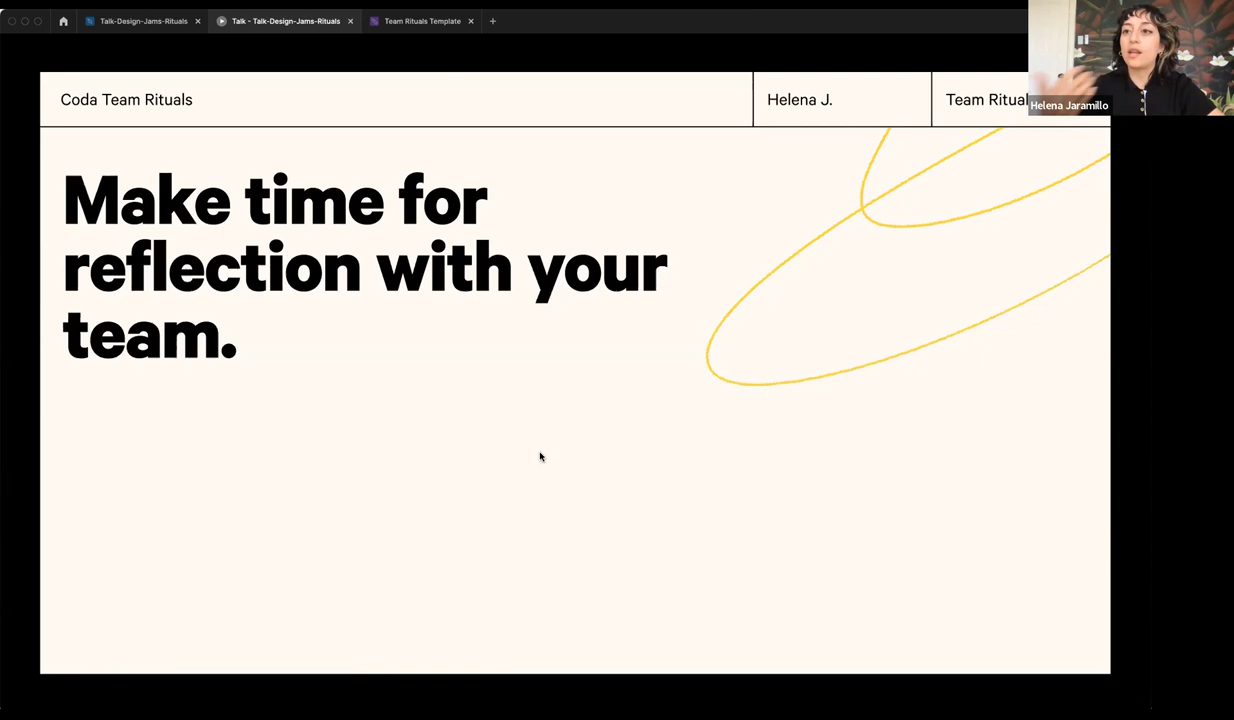 Talk-Design-Jams-Rituals
Talk - Talk-Design-Jams-Rituals
Team Rituals Template
Coda Team Rituals
Helena J.
Team Ritual
Helena Jaramillo
Make time for
reflection with your
team.